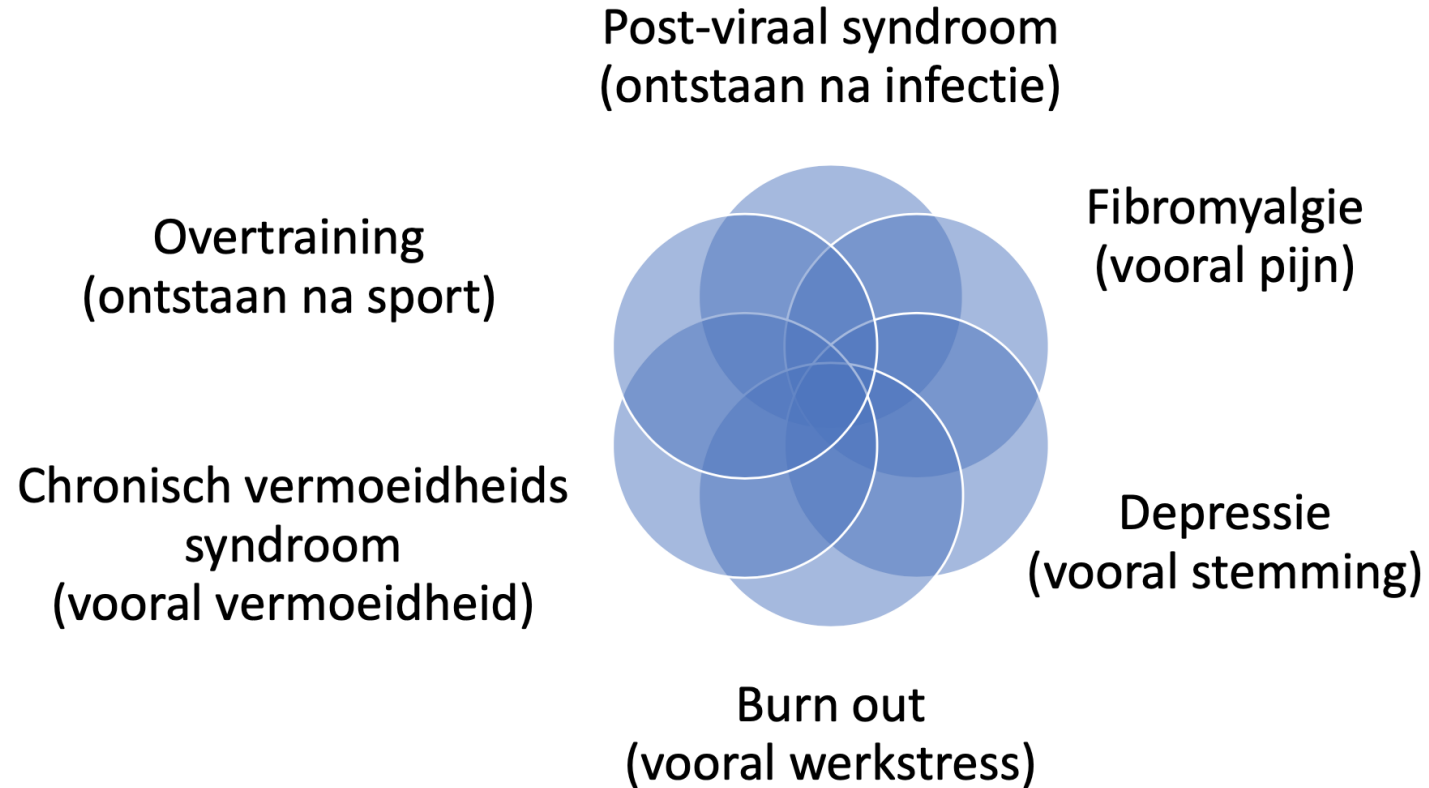 Post-viraal syndroom
(ontstaan na infectie)
Fibromyalgie
(vooral pijn)
Depressie
(vooral stemming)
Burn out
(vooral werkstress)
Chronisch vermoeidheids
syndroom
(vooral vermoeidheid)
Overtraining
(ontstaan na sport)